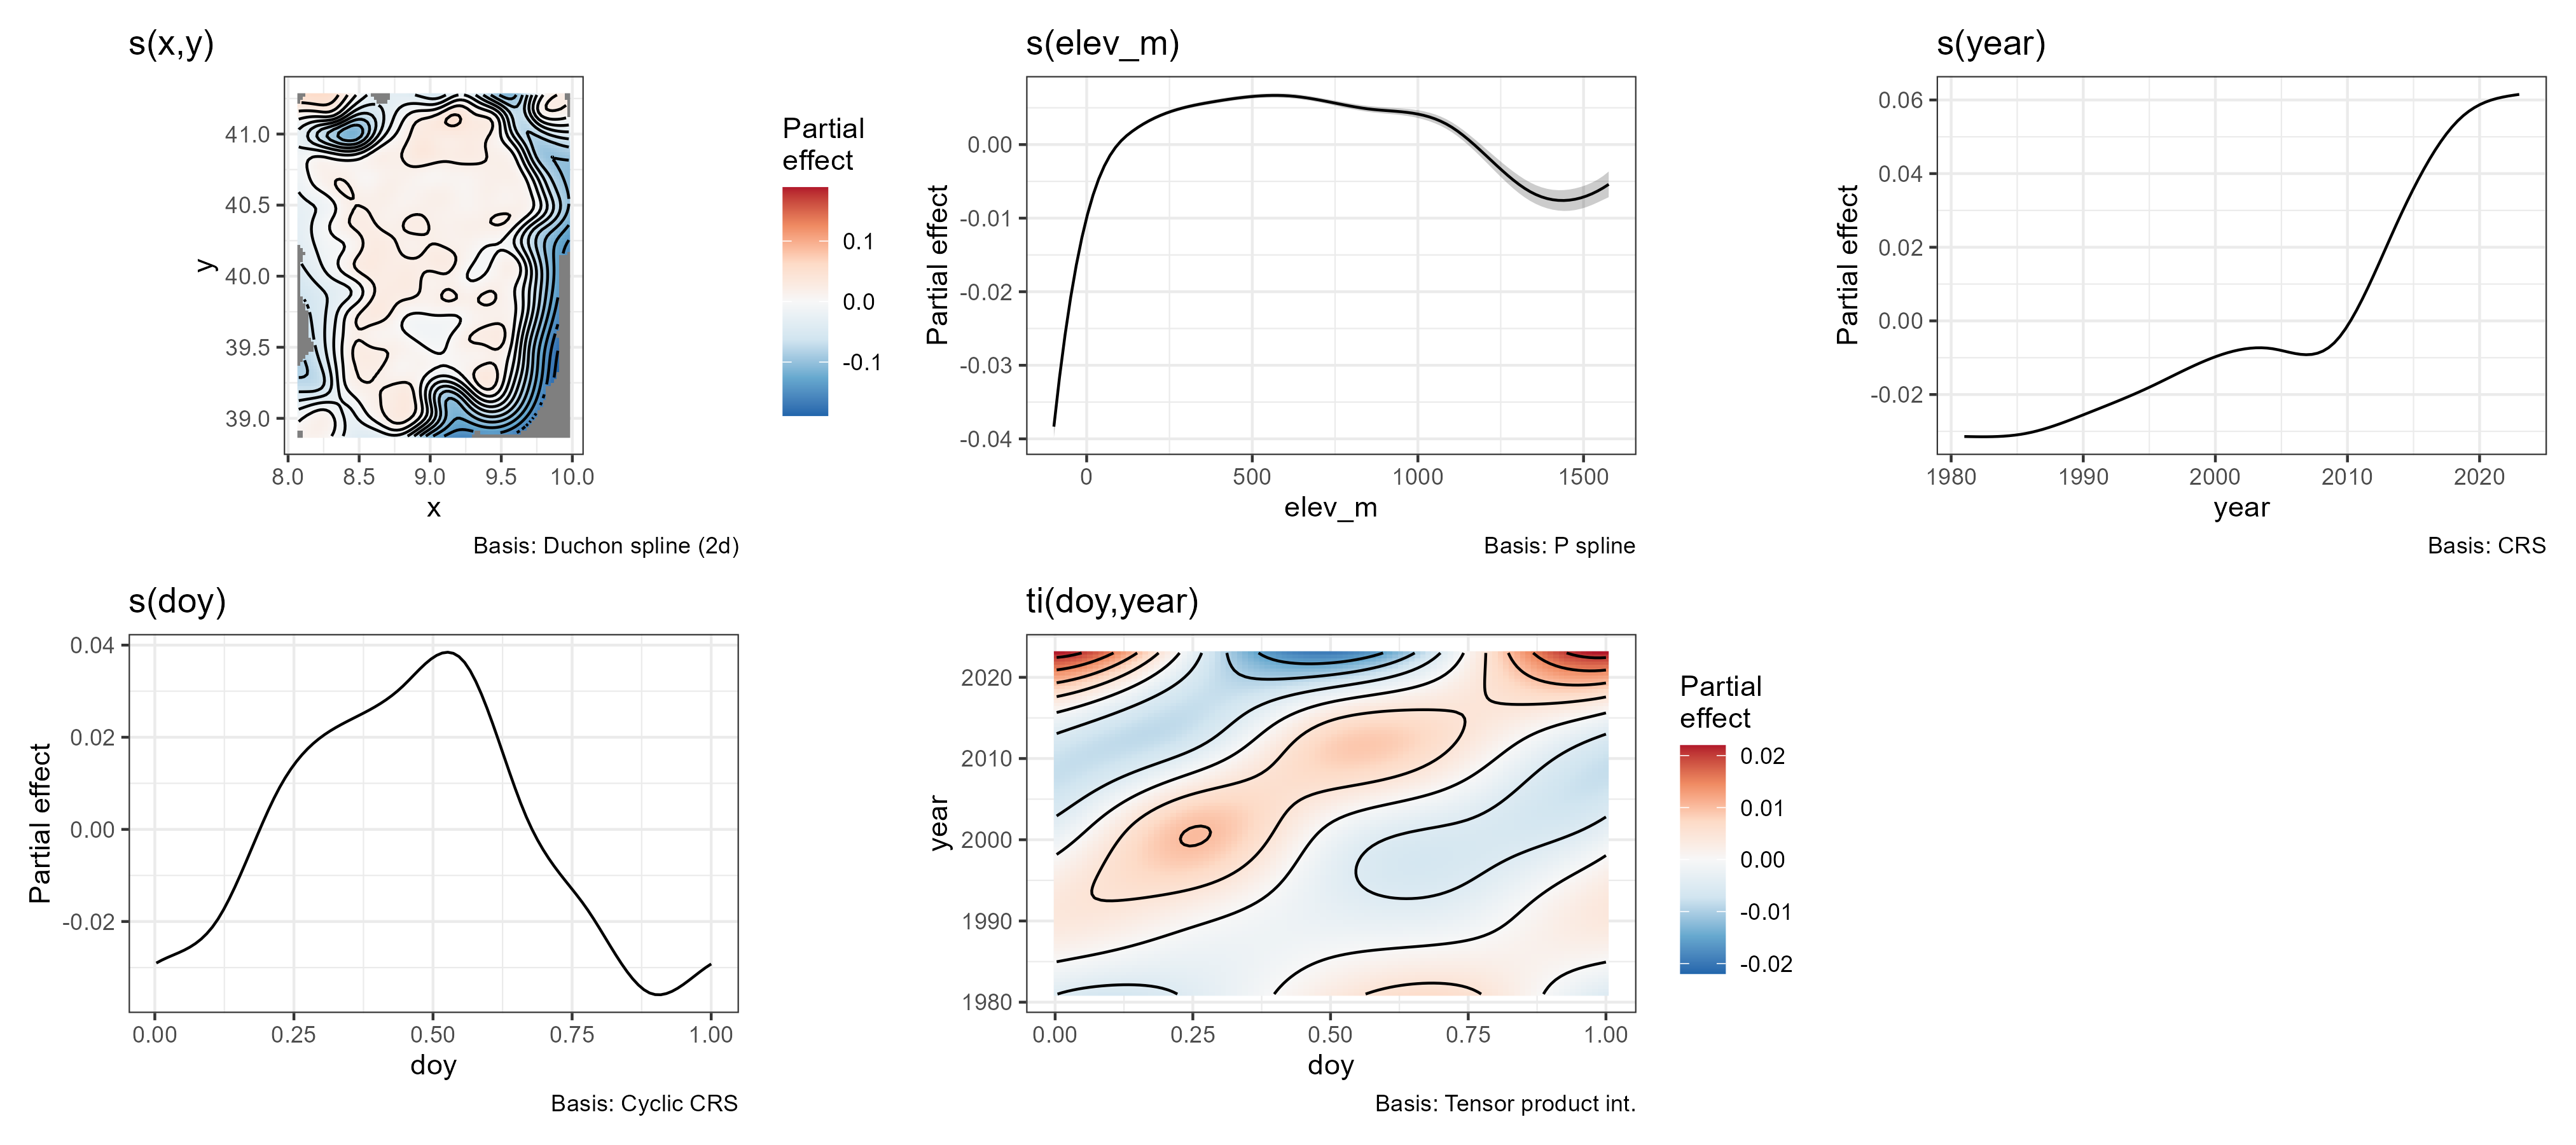 s(x,y)
y
41.0
40.5
40.0
39.5
39.0
8.0 8.5 9.0 9.5 10.0
x
Partial
effect
0.1
0.0
-0.1
Basis: Duchon spline (2d)
s(elev_m)
Partial effect
0.00
-0.01
-0.02
-0.03
-0.04
0 500 1000 1500
elev_m
Basis: P spline
s(year)
Partial effect
0.06
0.04
0.02
0.00
-0.02
1980 1990 2000 2010 2020
year
Basis: CRS
s(doy)
Partial effect
0.04
0.02
0.00
-0.02
0.00 0.25 0.50 0.75 1.00
doy
Basis: Cyclic CRS
ti(doy,year)
year
2020
2010
2000
1990
1980
0.00 0.25 0.50 0.75 1.00
doy
Partial
effect
0.02
0.01
0.00
-0.01
-0.02
Basis: Tensor product int.